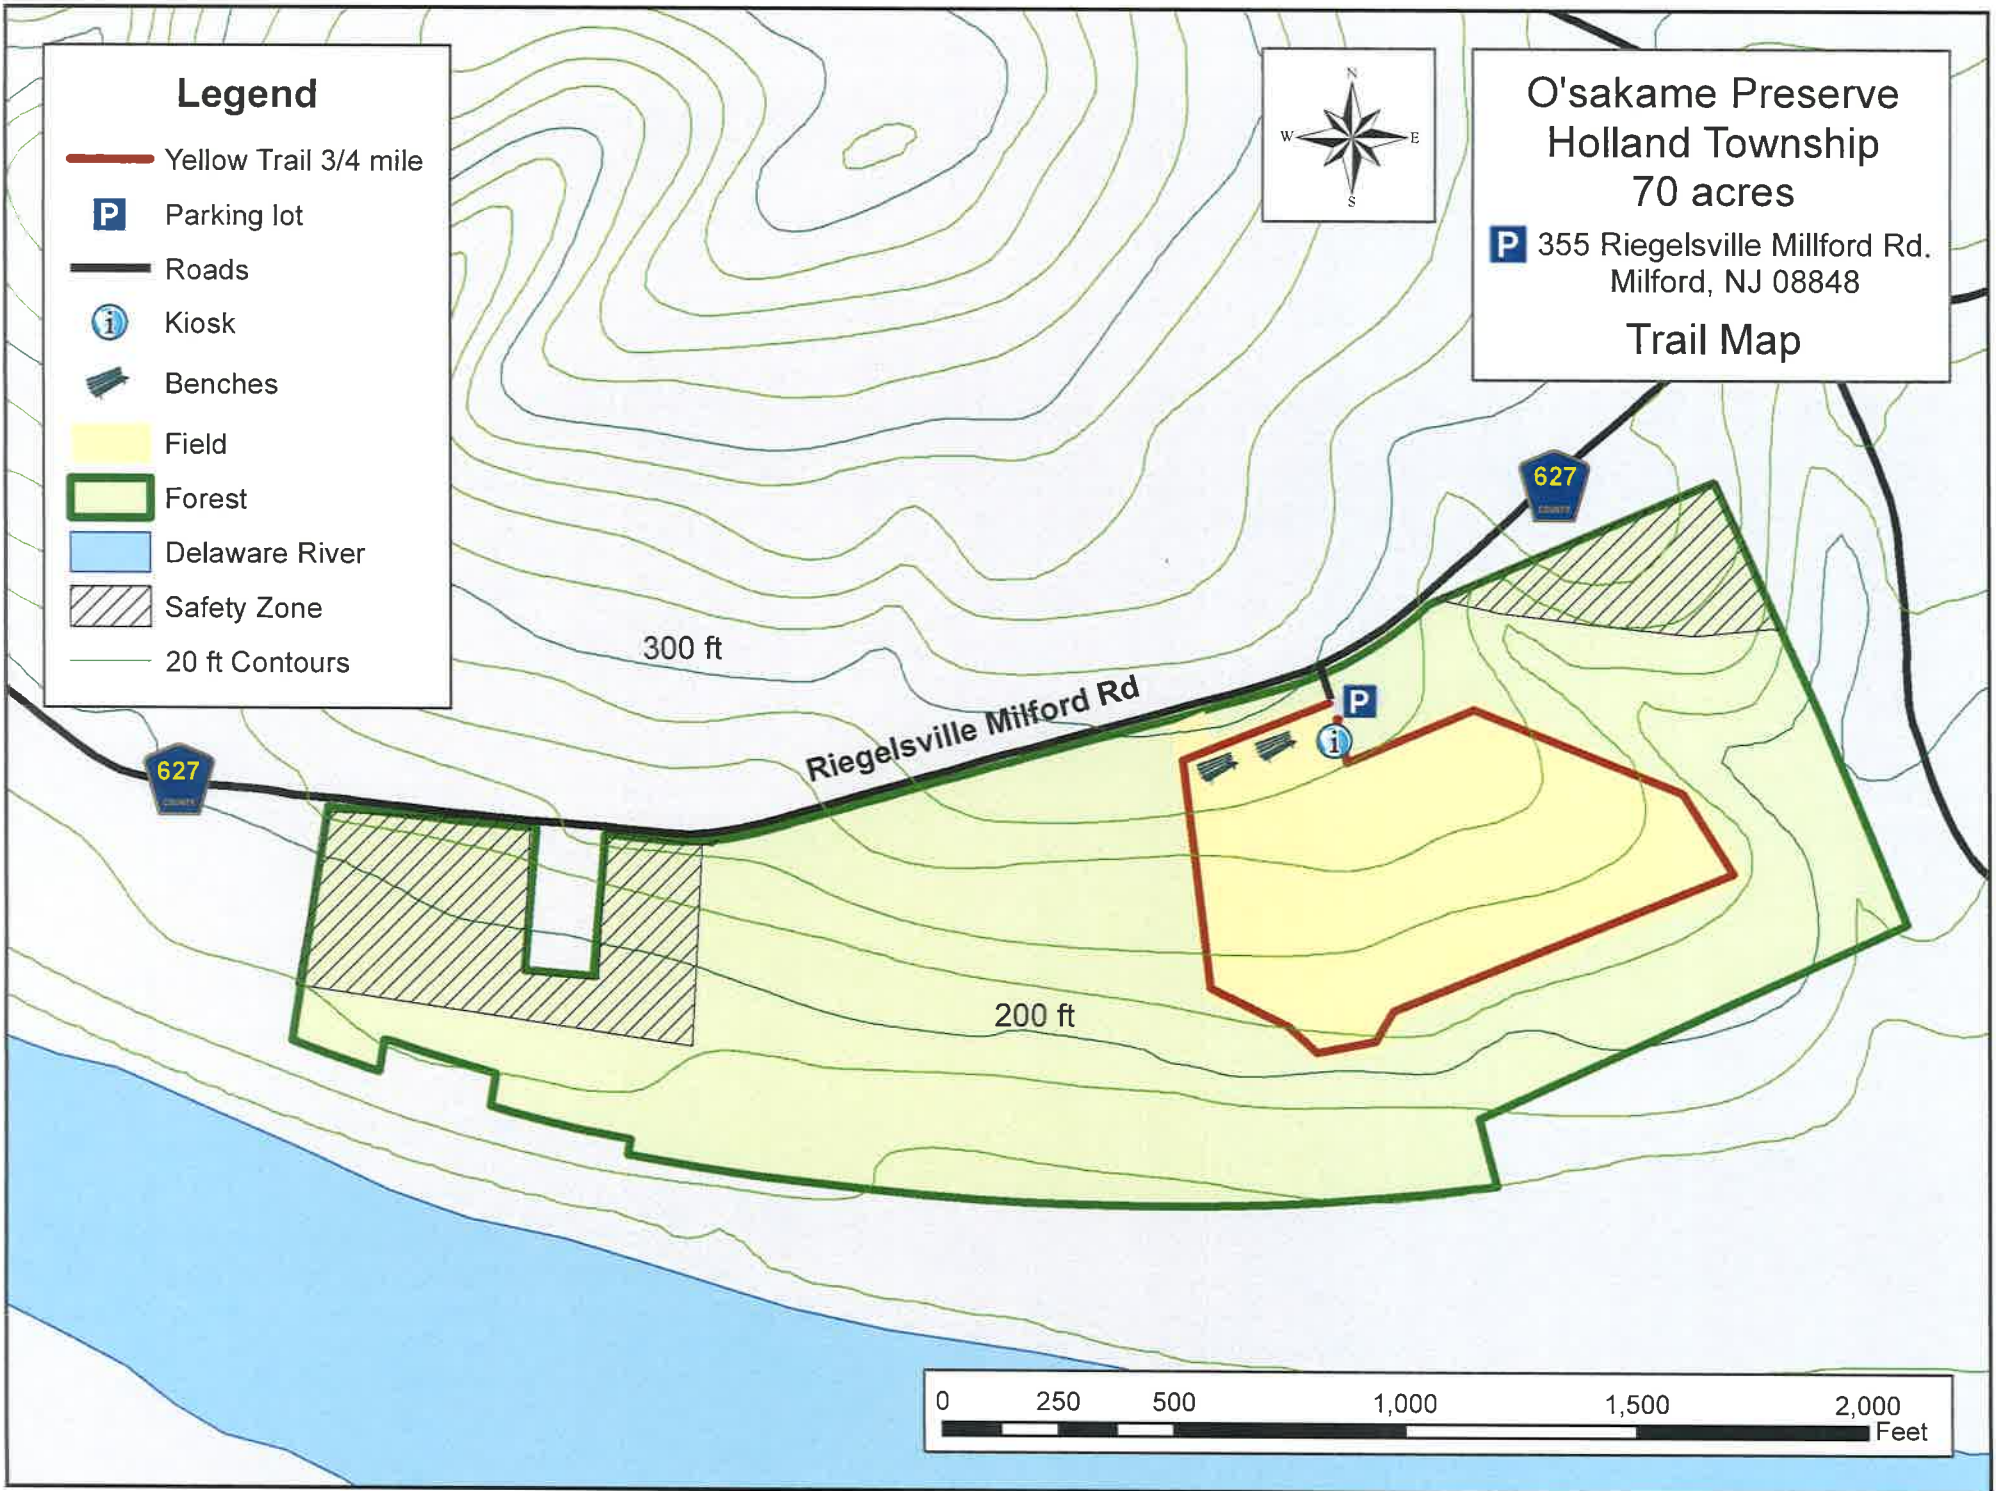 Legend
Yellow Trail 3/4 mile
P
Parking lot
Roads
i
Kiosk
Benches
Field
Forest
Delaware River
Safety Zone
20 ft Contours
N
W
E
S
O'sakame Preserve
Holland Township
70 acres
P 355 Riegelsville Millford Rd.
Milford, NJ 08848
Trail Map
627
COUNTY
300 ft
Riegelsville Milford Rd
P
i
627
COUNTY
200 ft
0 250 500 1,000 1,500 2,000
Feet